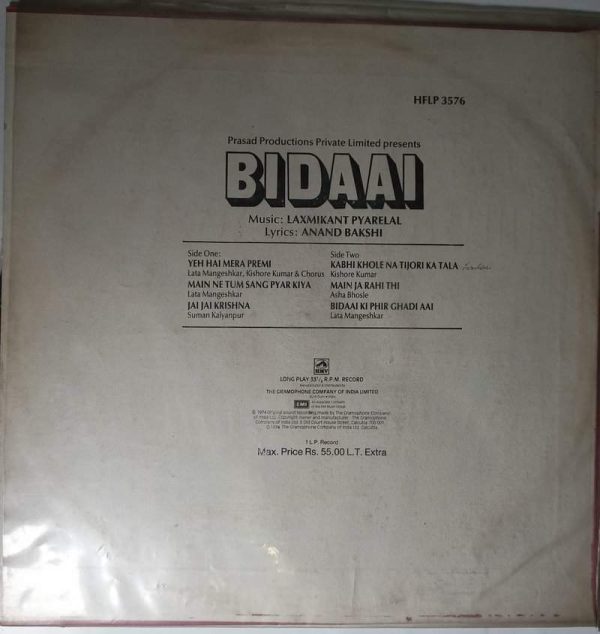 HFLP 3576
Prasad Productions Private Limited presents
BIDAAI
Music: LAXMIKANT PYARELAL
Lyrics: ANAND BAKSHI
Side One:
YEH HAI MERA PREMI
Lata Mangeshkar, Kishore Kumar & Chorus
MAIN NE TUM SANG PYAR KIYA
Lata Mangeshkar
JAI JAI KRISHNA
Suman Kalyanpur
Side Two
KABHI KHOLE NA TIJORI KA TALA
Kishore Kumar
MAIN JA RAHI THI
Asha Bhosle
BIDAAI KI PHIR GHADI AAI
Lata Mangeshkar
HMV
LONG PLAY 33⅓ R.P.M. RECORD
THE GRAMOPHONE COMPANY OF INDIA LIMITED
EMI
1 L.P. Record
Max. Price Rs. 55.00 L.T. Extra